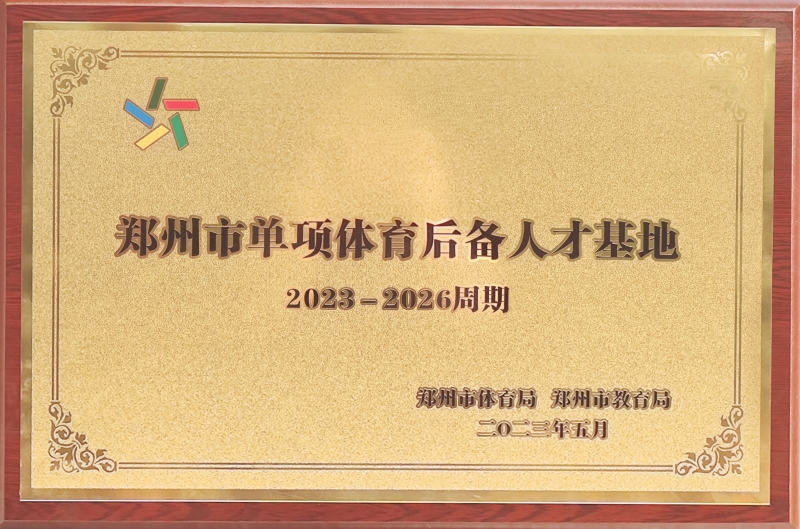 郑州市单项体育后备人才基地
2023–2026周期
郑州市体育局 郑州市教育局
二〇二三年五月